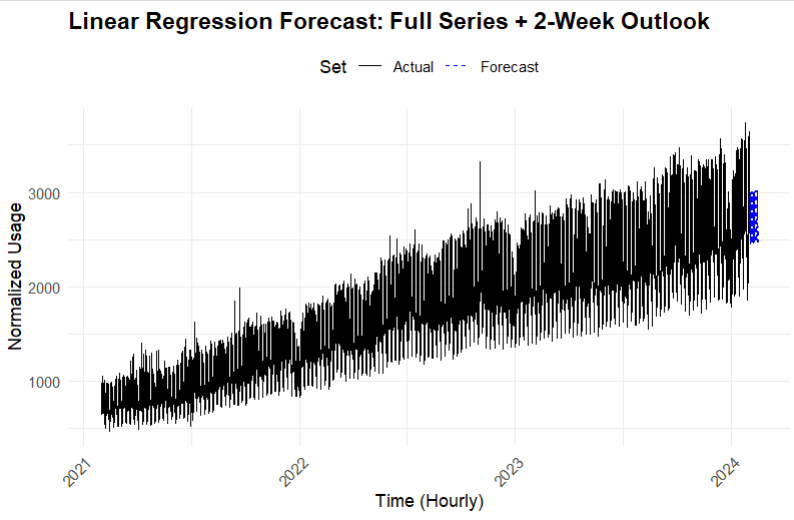 Linear Regression Forecast: Full Series + 2-Week Outlook
Set Actual Forecast
Normalized Usage
3000
2000
1000
2021 2022 2023 2024
Time (Hourly)